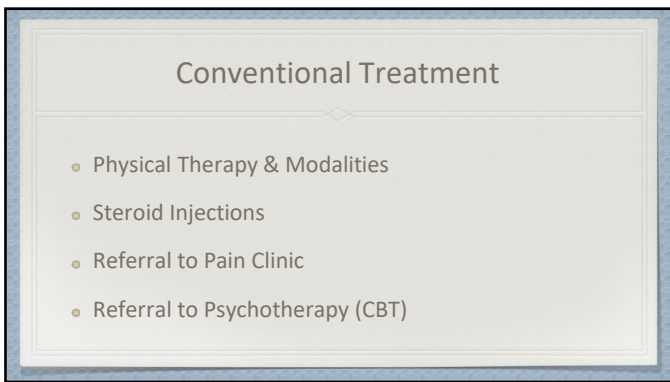 Conventional Treatment
Physical Therapy & Modalities
Steroid Injections
Referral to Pain Clinic
Referral to Psychotherapy (CBT)